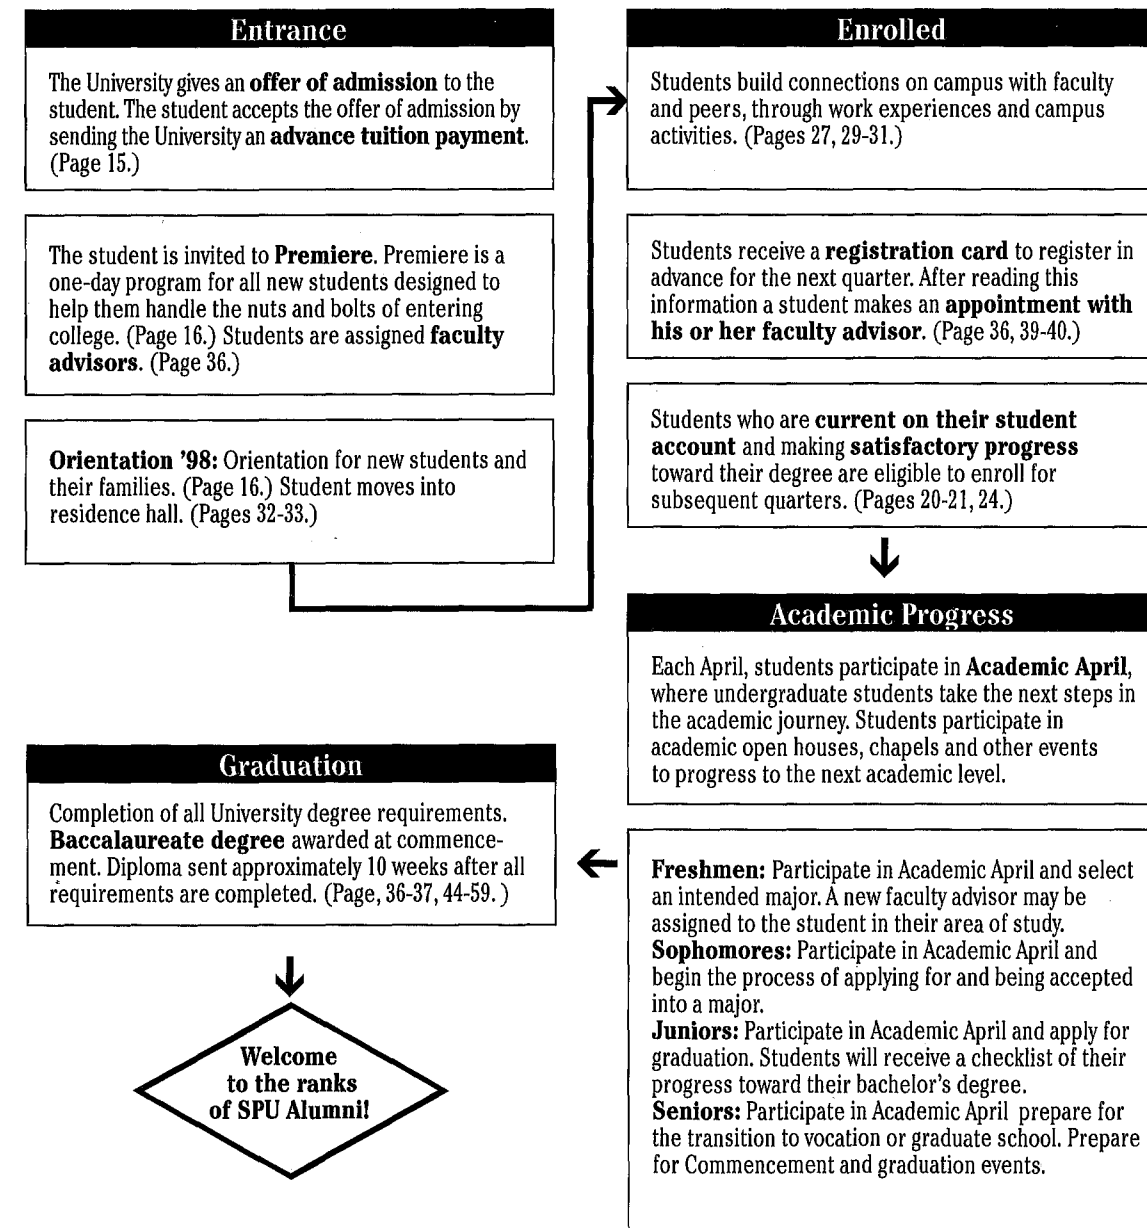 Entrance
The University gives an offer of admission to the
student. The student accepts the offer of admission by
sending the University an advance tuition payment.
(Page 15.)
The student is invited to Premiere. Premiere is a
one-day program for all new students designed to
help them handle the nuts and bolts of entering
college. (Page 16.) Students are assigned faculty
advisors. (Page 36.)
Orientation '98: Orientation for new students and
their families. (Page 16.) Student moves into
residence hall. (Pages 32-33.)
Enrolled
Students build connections on campus with faculty
and peers, through work experiences and campus
activities. (Pages 27, 29-31.)
Students receive a registration card to register in
advance for the next quarter. After reading this
information a student makes an appointment with
his or her faculty advisor. (Page 36, 39-40.)
Students who are current on their student
account and making satisfactory progress
toward their degree are eligible to enroll for
subsequent quarters. (Pages 20-21, 24.)
Academic Progress
Each April, students participate in Academic April,
where undergraduate students take the next steps in
the academic journey. Students participate in
academic open houses, chapels and other events
to progress to the next academic level.
Freshmen: Participate in Academic April and select
an intended major. A new faculty advisor may be
assigned to the student in their area of study.
Sophomores: Participate in Academic April and
begin the process of applying for and being accepted
into a major.
Juniors: Participate in Academic April and apply for
graduation. Students will receive a checklist of their
progress toward their bachelor's degree.
Seniors: Participate in Academic April prepare for
the transition to vocation or graduate school. Prepare
for Commencement and graduation events.
Graduation
Completion of all University degree requirements.
Baccalaureate degree awarded at commence-
ment. Diploma sent approximately 10 weeks after all
requirements are completed. (Page, 36-37, 44-59. )
Welcome
to the ranks
of SPU Alumni!